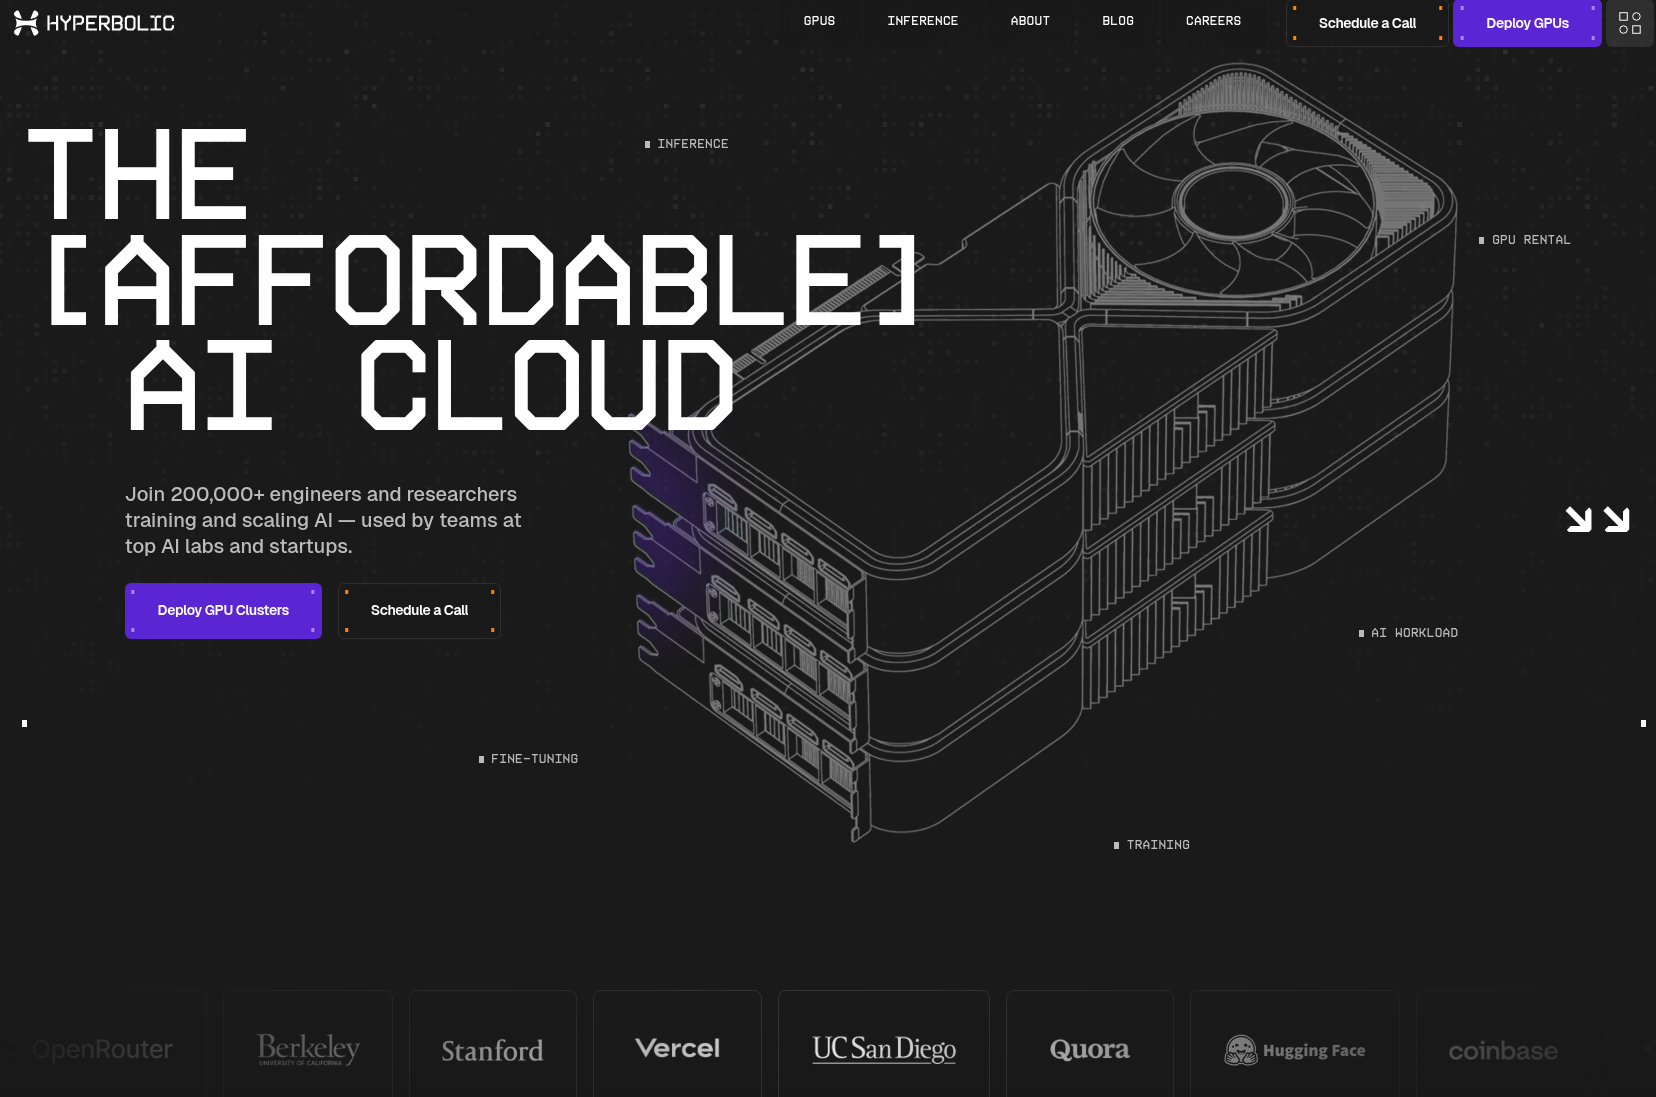 HYPERBOLIC
GPUS
INFERENCE
ABOUT
BLOG
CAREERS
Schedule a Call
Deploy GPUs
THE
[AFFORDABLE]
AI CLOUD
INFERENCE
GPU RENTAL
Join 200,000+ engineers and researchers
training and scaling AI — used by teams at
top AI labs and startups.
Deploy GPU Clusters
Schedule a Call
AI WORKLOAD
FINE-TUNING
TRAINING
OpenRouter
Berkeley
UNIVERSITY OF CALIFORNIA
Stanford
Vercel
UC San Diego
Quora
Hugging Face
coinbase